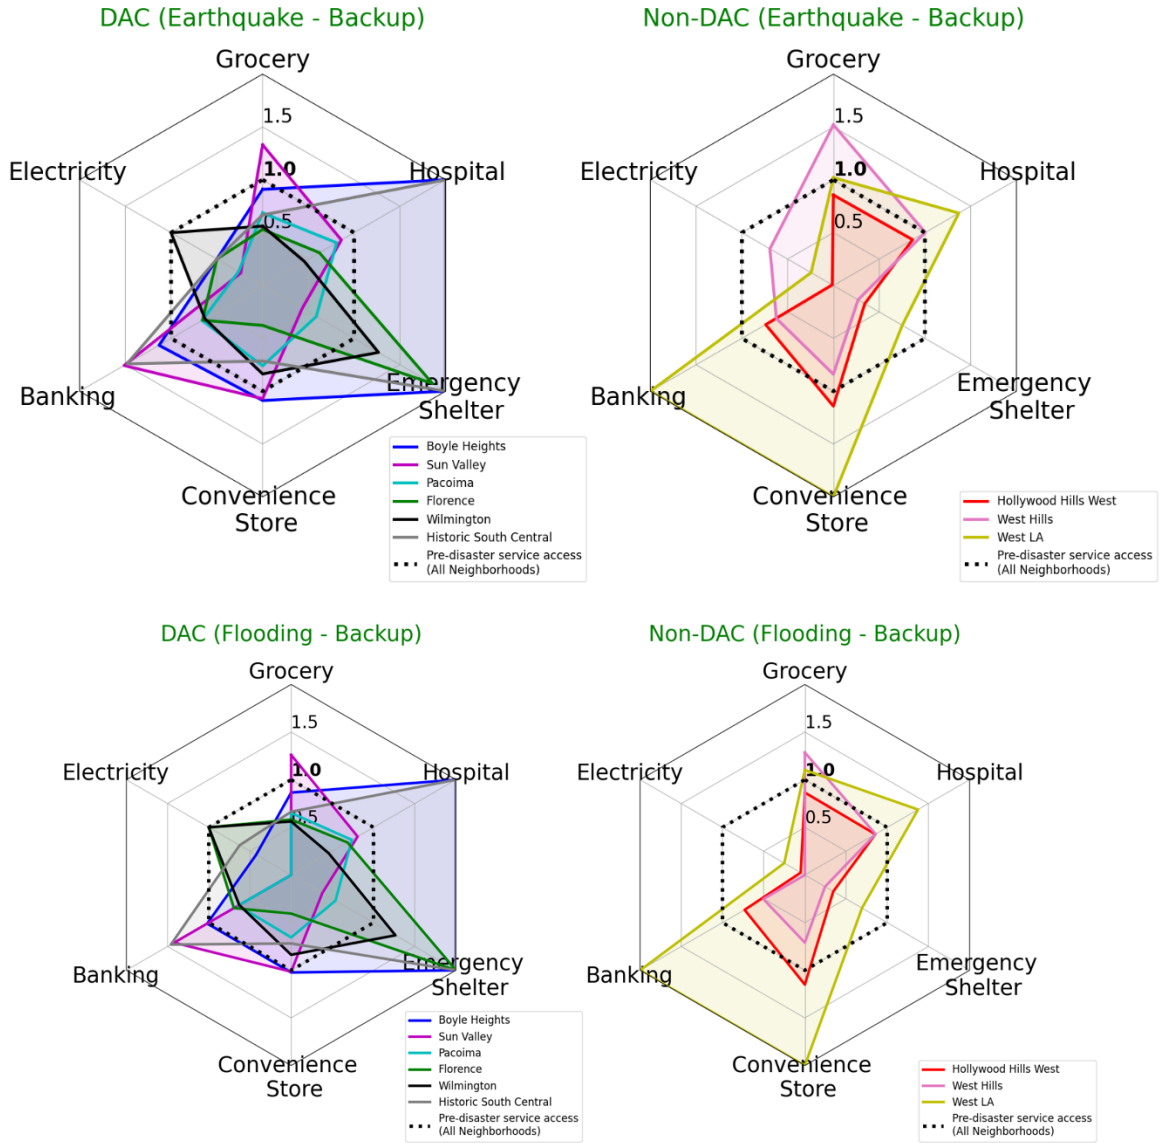 DAC (Earthquake - Backup)
Grocery
1.5
1.0
0.5
Electricity
Hospital
Banking
Emergency
Shelter
Convenience
Store
Boyle Heights
Sun Valley
Pacoima
Florence
Wilmington
Historic South Central
Pre-disaster service access
(All Neighborhoods)
Non-DAC (Earthquake - Backup)
Grocery
1.5
1.0
0.5
Electricity
Hospital
Banking
Emergency
Shelter
Convenience
Store
Hollywood Hills West
West Hills
West LA
Pre-disaster service access
(All Neighborhoods)
DAC (Flooding - Backup)
Grocery
1.5
1.0
0.5
Electricity
Hospital
Banking
Emergency
Shelter
Convenience
Store
Boyle Heights
Sun Valley
Pacoima
Florence
Wilmington
Historic South Central
Pre-disaster service access
(All Neighborhoods)
Non-DAC (Flooding - Backup)
Grocery
1.5
1.0
0.5
Electricity
Hospital
Banking
Emergency
Shelter
Convenience
Store
Hollywood Hills West
West Hills
West LA
Pre-disaster service access
(All Neighborhoods)